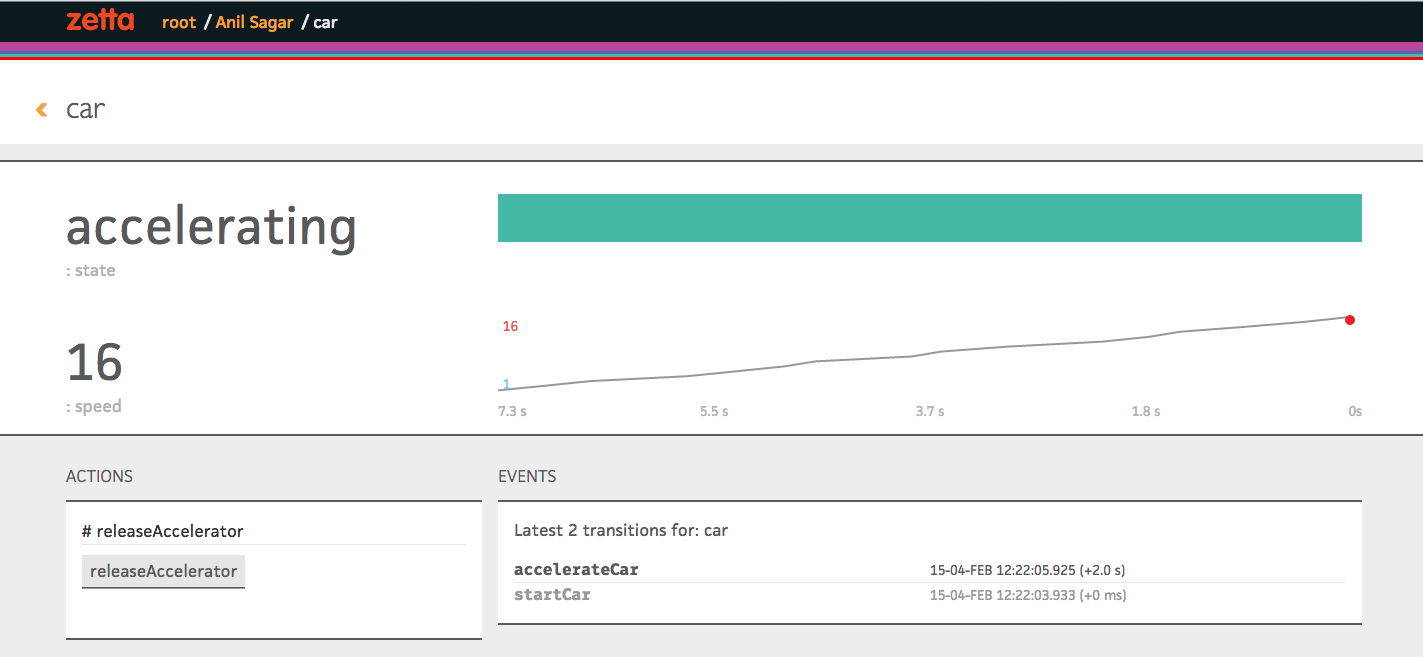 zetta root / Anil Sagar / car
‹ car
accelerating
: state
16
: speed
16
1
7.3 s 5.5 s 3.7 s 1.8 s 0s
ACTIONS
# releaseAccelerator
releaseAccelerator
EVENTS
Latest 2 transitions for: car
accelerateCar 15-04-FEB 12:22:05.925 (+2.0 s)
startCar 15-04-FEB 12:22:03.933 (+0 ms)